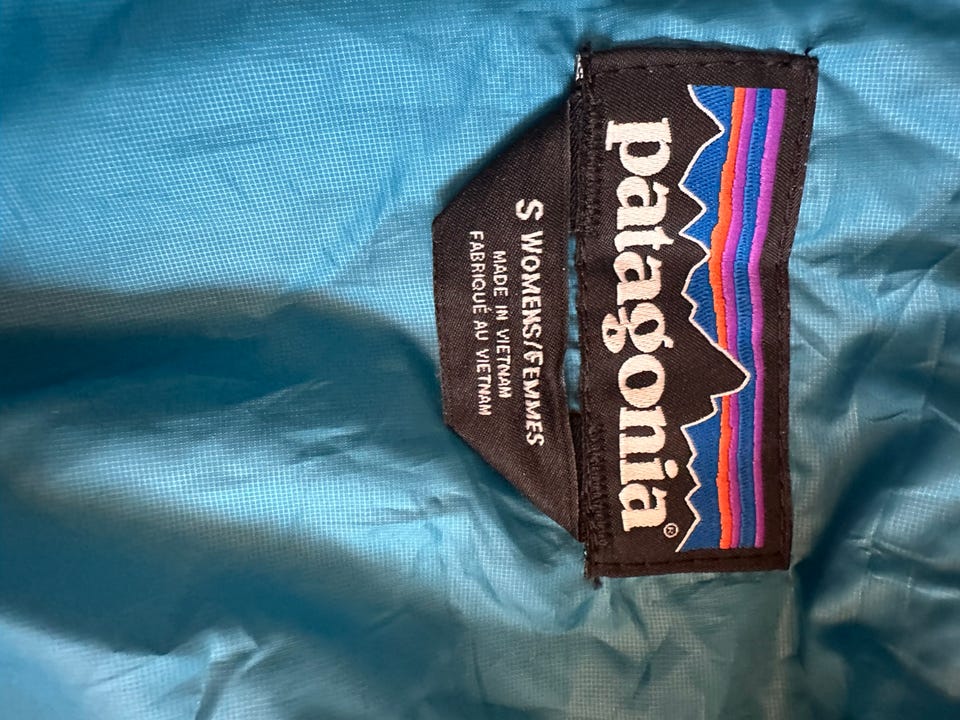 patagonia®
S WOMENS/FEMMES
MADE IN VIETNAM
FABRIQUÉ AU VIETNAM